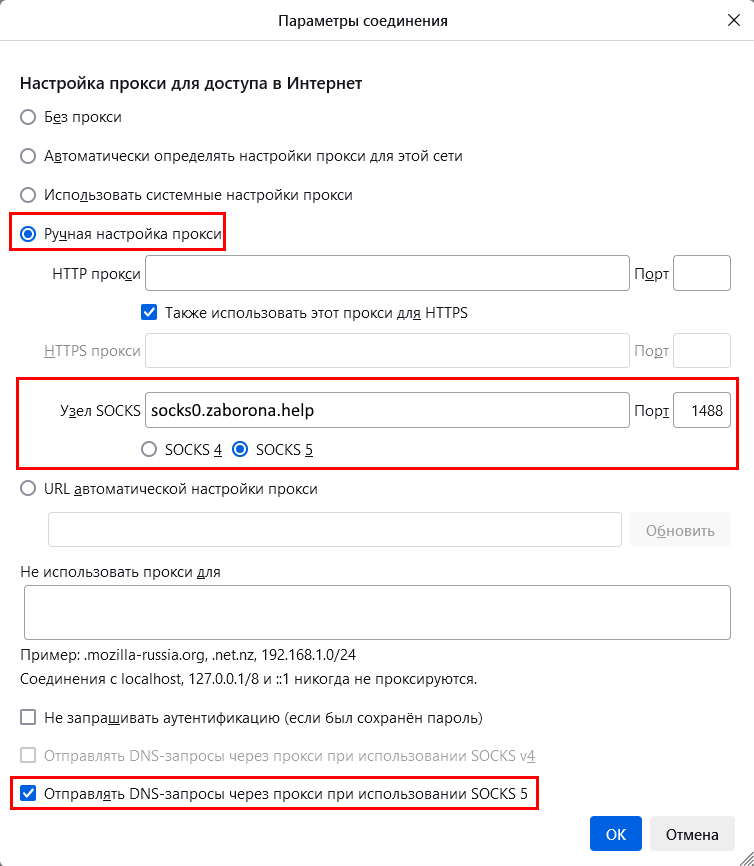 Параметры соединения
Настройка прокси для доступа в Интернет
Без прокси
Автоматически определять настройки прокси для этой сети
Использовать системные настройки прокси
Ручная настройка прокси
HTTP прокси Порт
Также использовать этот прокси для HTTPS
HTTPS прокси Порт
Узел SOCKS socks0.zaborona.help Порт 1488
SOCKS 4 SOCKS 5
URL автоматической настройки прокси
Обновить
Не использовать прокси для
Пример: .mozilla-russia.org, .net.nz, 192.168.1.0/24
Соединения с localhost, 127.0.0.1/8 и ::1 никогда не проксируются.
Не запрашивать аутентификацию (если был сохранён пароль)
Отправлять DNS-запросы через прокси при использовании SOCKS v4
Отправлять DNS-запросы через прокси при использовании SOCKS 5
OK Отмена